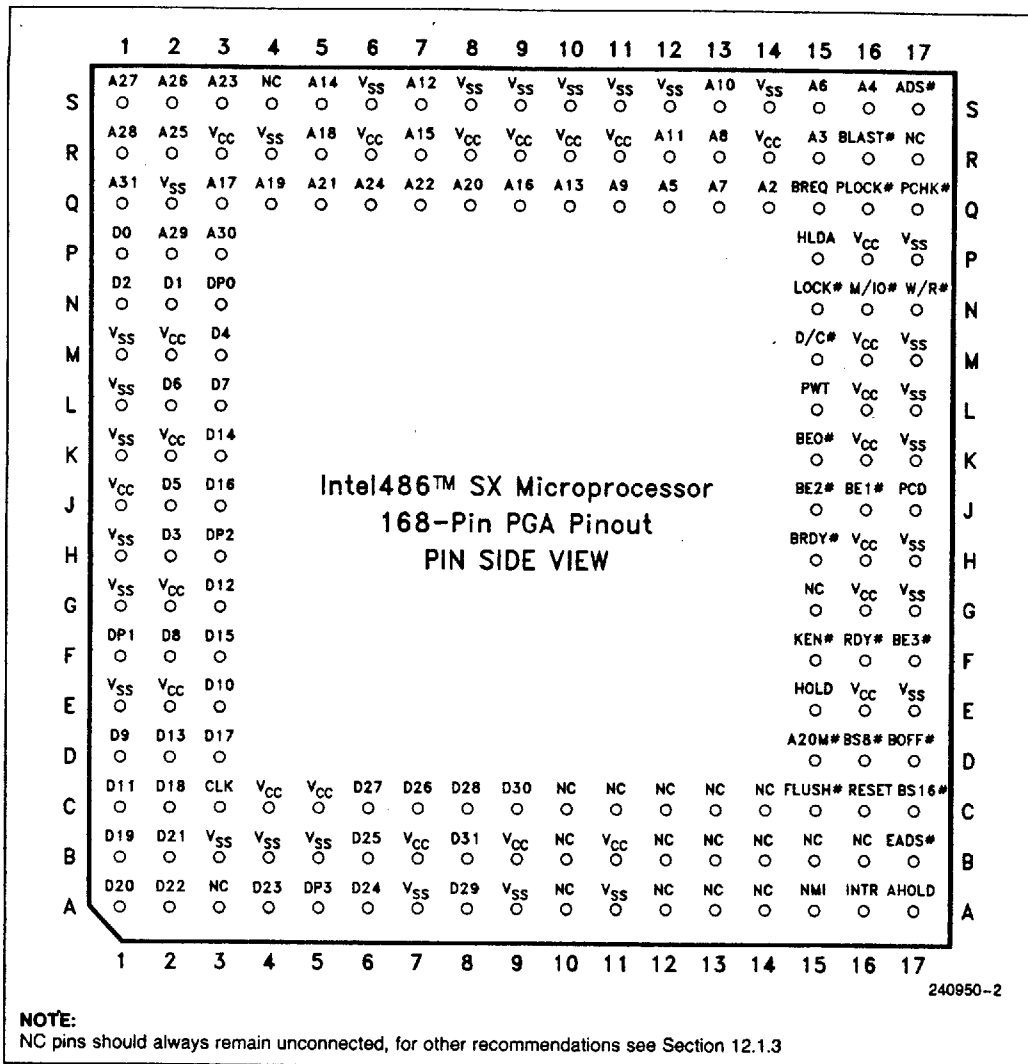 1 2 3 4 5 6 7 8 9 10 11 12 13 14 15 16 17
A27 A26 A23 NC A14 VSS A12 VSS VSS VSS VSS VSS A10 VSS A6 A4 ADS#
S S
A28 A25 VCC VSS A18 VCC A15 VCC VCC VCC VCC A11 A8 VCC A3 BLAST# NC
R R
A31 VSS A17 A19 A21 A24 A22 A20 A16 A13 A9 A5 A7 A2 BREQ PLOCK# PCHK#
Q Q
D0 A29 A30 HLDA VCC VSS
P P
D2 D1 DP0 LOCK# M/IO# W/R#
N N
VSS VCC D4 D/C# VCC VSS
M M
VSS D6 D7 PWT VCC VSS
L L
VSS VCC D14 BE0# VCC VSS
K K
VCC D5 D16 Intel486™ SX Microprocessor BE2# BE1# PCD
J J
168-Pin PGA Pinout
VSS D3 DP2 BRDY# VCC VSS
H PIN SIDE VIEW H
VSS VCC D12 NC VCC VSS
G G
DP1 D8 D15 KEN# RDY# BE3#
F F
VSS VCC D10 HOLD VCC VSS
E E
D9 D13 D17 A20M# BS8# BOFF#
D D
D11 D18 CLK VCC VCC D27 D26 D28 D30 NC NC NC NC NC FLUSH# RESET BS16#
C C
D19 D21 VSS VSS VSS D25 VCC D31 VCC NC VCC NC NC NC NC NC EADS#
B B
D20 D22 NC D23 DP3 D24 VSS D29 VSS NC VSS NC NC NC NMI INTR AHOLD
A A
1 2 3 4 5 6 7 8 9 10 11 12 13 14 15 16 17
240950-2
NOTE:
NC pins should always remain unconnected, for other recommendations see Section 12.1.3